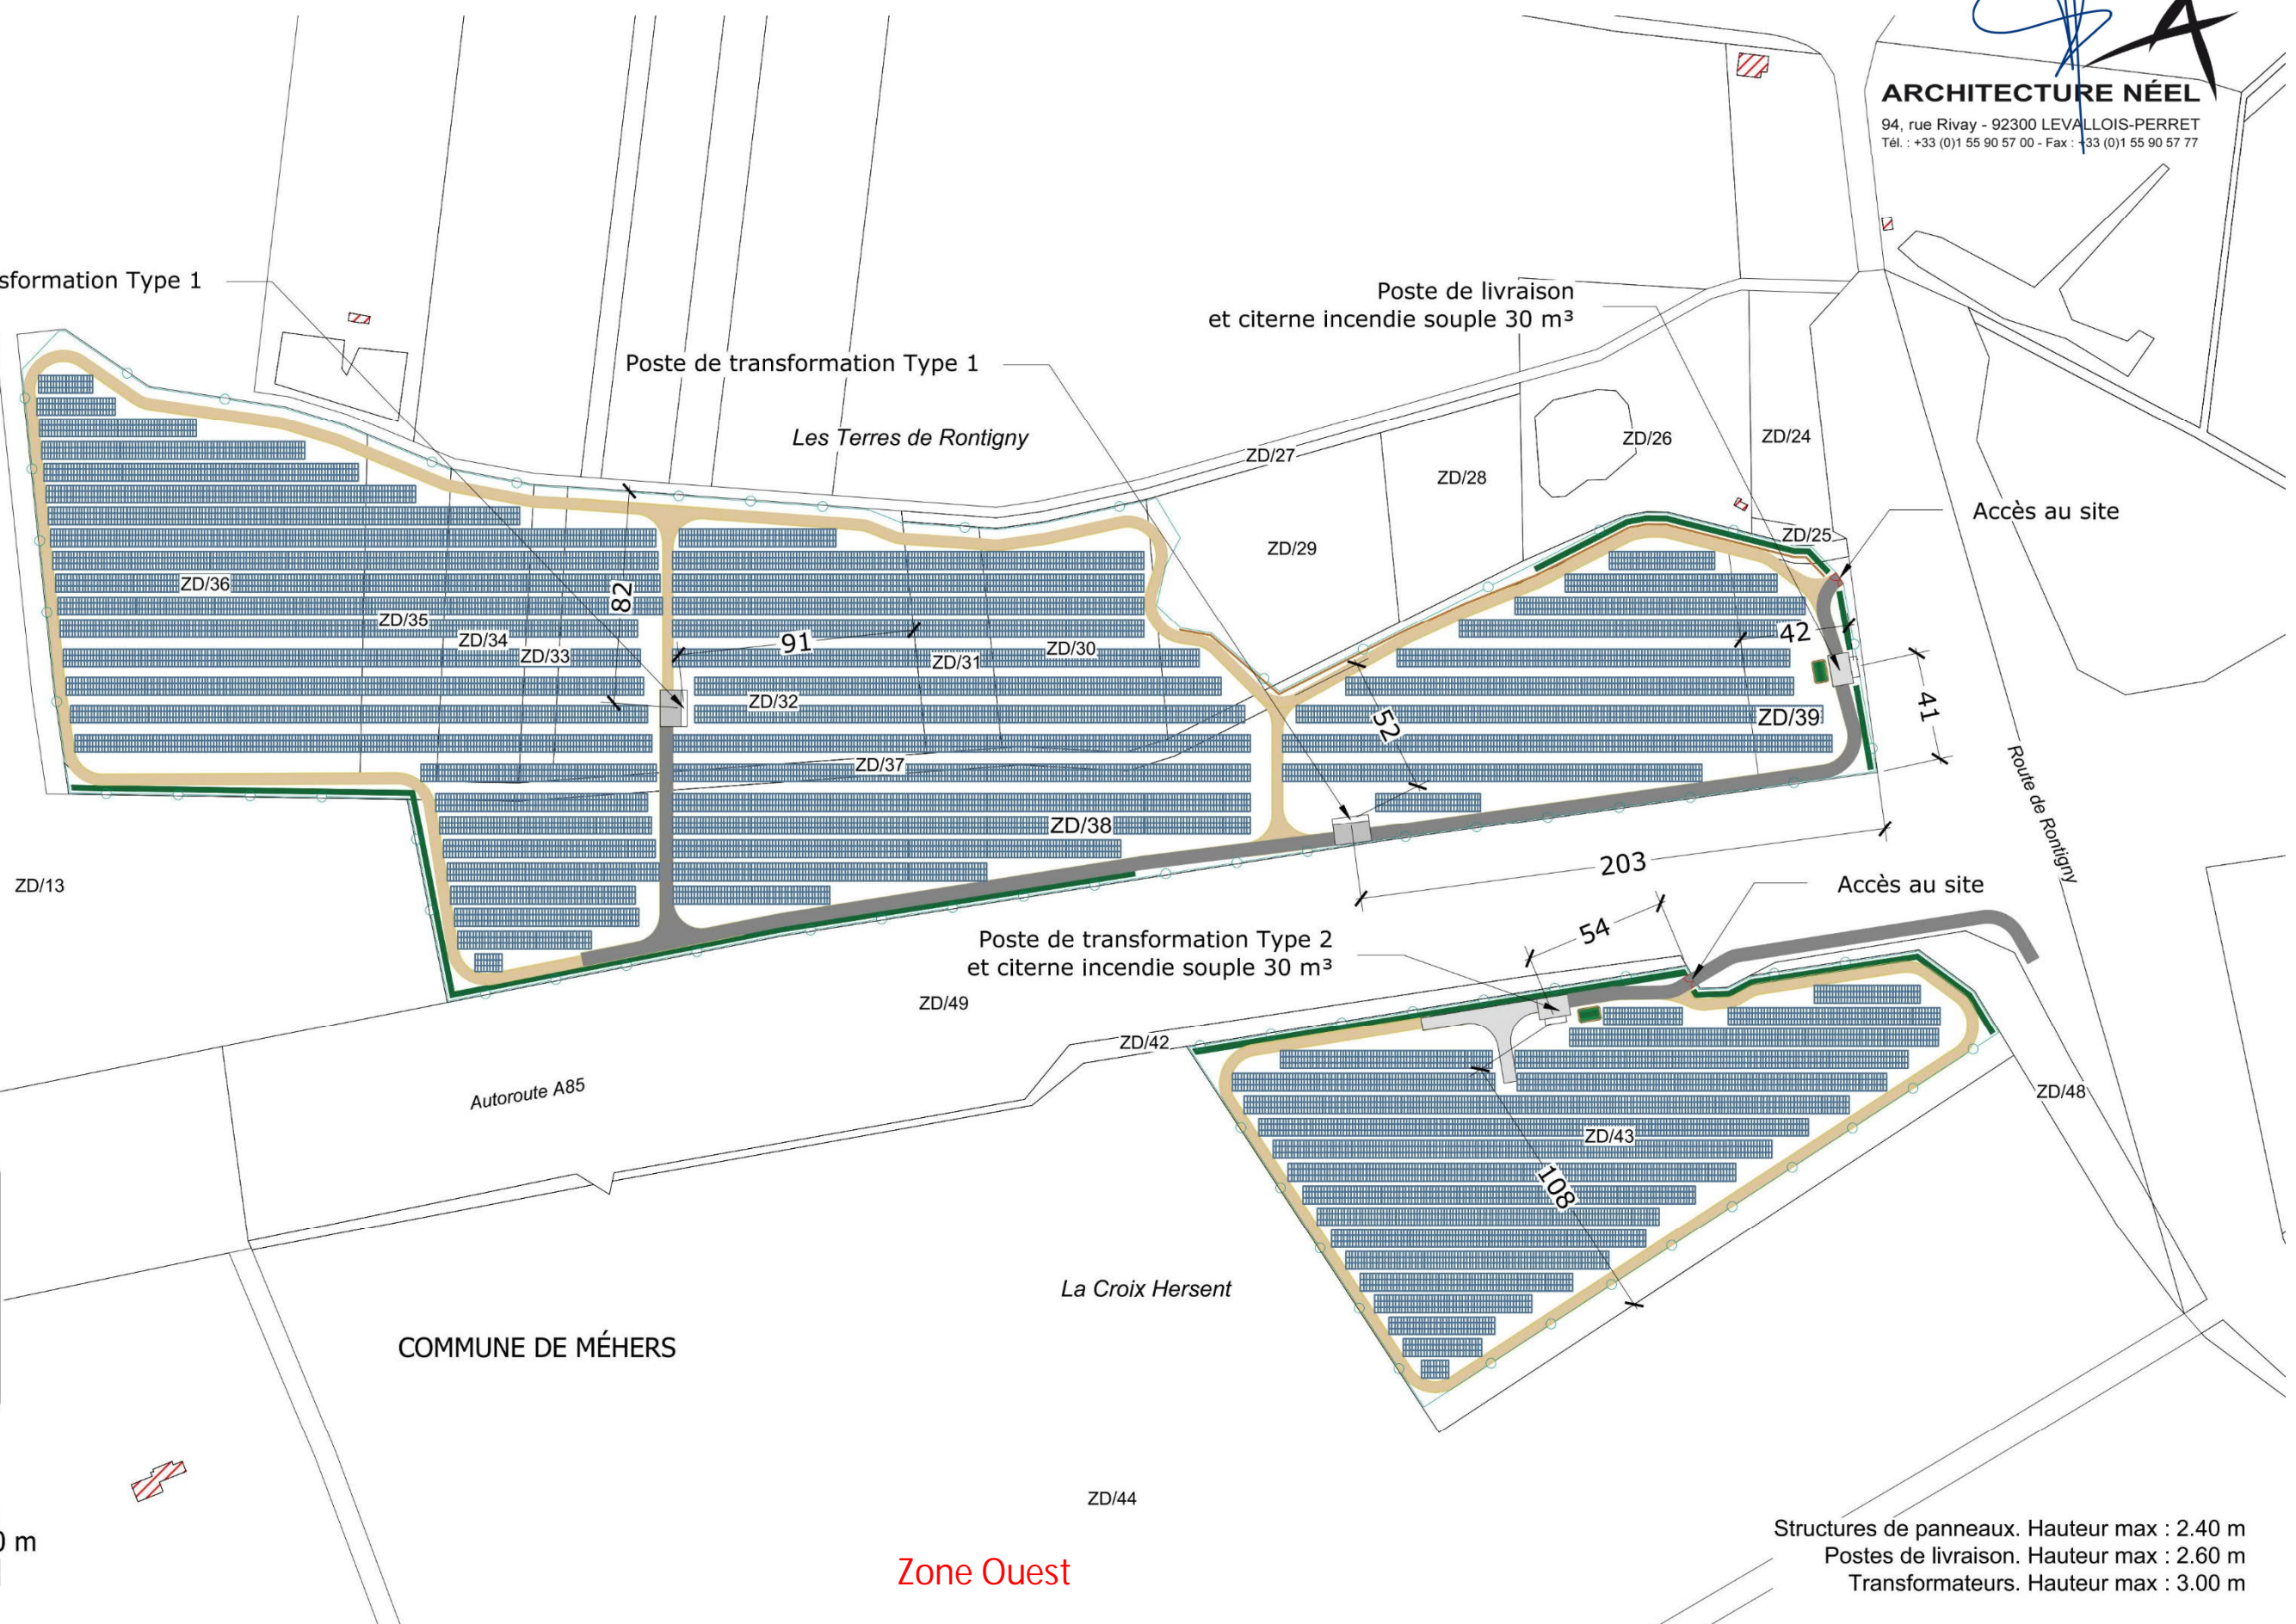 ARCHITECTURE NÉEL
94, rue Rivay - 92300 LEVALLOIS-PERRET
Tél. : +33 (0)1 55 90 57 00 - Fax : +33 (0)1 55 90 57 77
sformation Type 1
Poste de livraison
et citerne incendie souple 30 m³
Poste de transformation Type 1
Les Terres de Rontigny
ZD/27
ZD/28
ZD/26
ZD/24
Accès au site
ZD/25
ZD/29
ZD/36
82
ZD/35
ZD/34
ZD/33
91
ZD/31
ZD/30
42
ZD/32
52
ZD/39
41
ZD/37
Route de Rontigny
ZD/38
203
ZD/13
Accès au site
54
Poste de transformation Type 2
et citerne incendie souple 30 m³
ZD/49
ZD/42
Autoroute A85
ZD/48
ZD/43
108
La Croix Hersent
COMMUNE DE MÉHERS
ZD/44
0 m
Zone Ouest
Structures de panneaux. Hauteur max : 2.40 m
Postes de livraison. Hauteur max : 2.60 m
Transformateurs. Hauteur max : 3.00 m